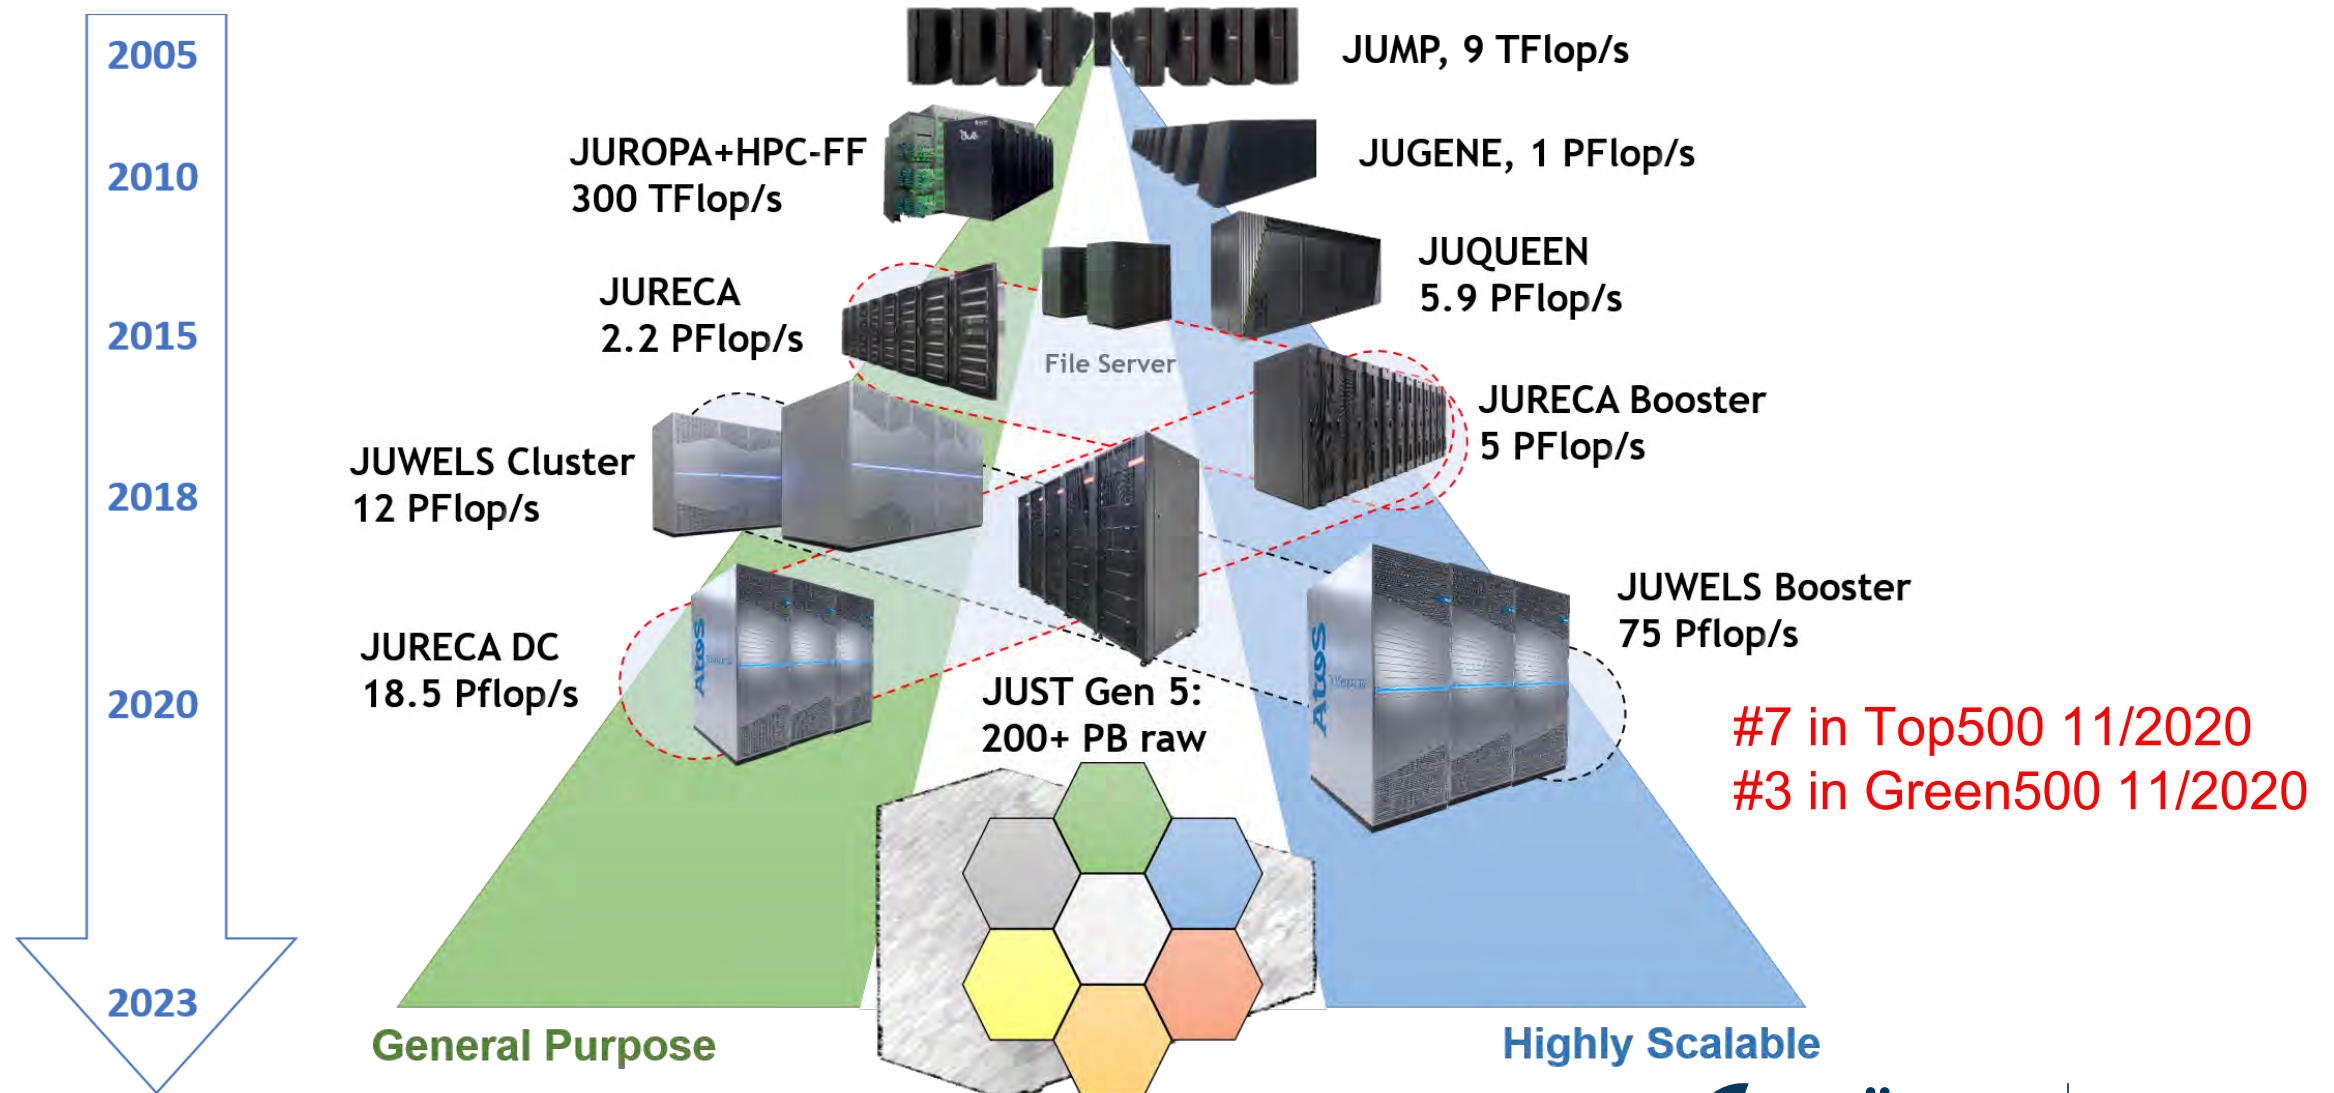 2005
JUMP, 9 TFlop/s
JUROPA+HPC-FF
300 TFlop/s
JUGENE, 1 PFlop/s
2010
JUQUEEN
5.9 PFlop/s
JURECA
2.2 PFlop/s
2015
File Server
JURECA Booster
5 PFlop/s
JUWELS Cluster
12 PFlop/s
2018
JUWELS Booster
75 Pflop/s
JURECA DC
18.5 Pflop/s
Atos
Atos
2020
JUST Gen 5:
200+ PB raw
#7 in Top500 11/2020
#3 in Green500 11/2020
2023
General Purpose
Highly Scalable